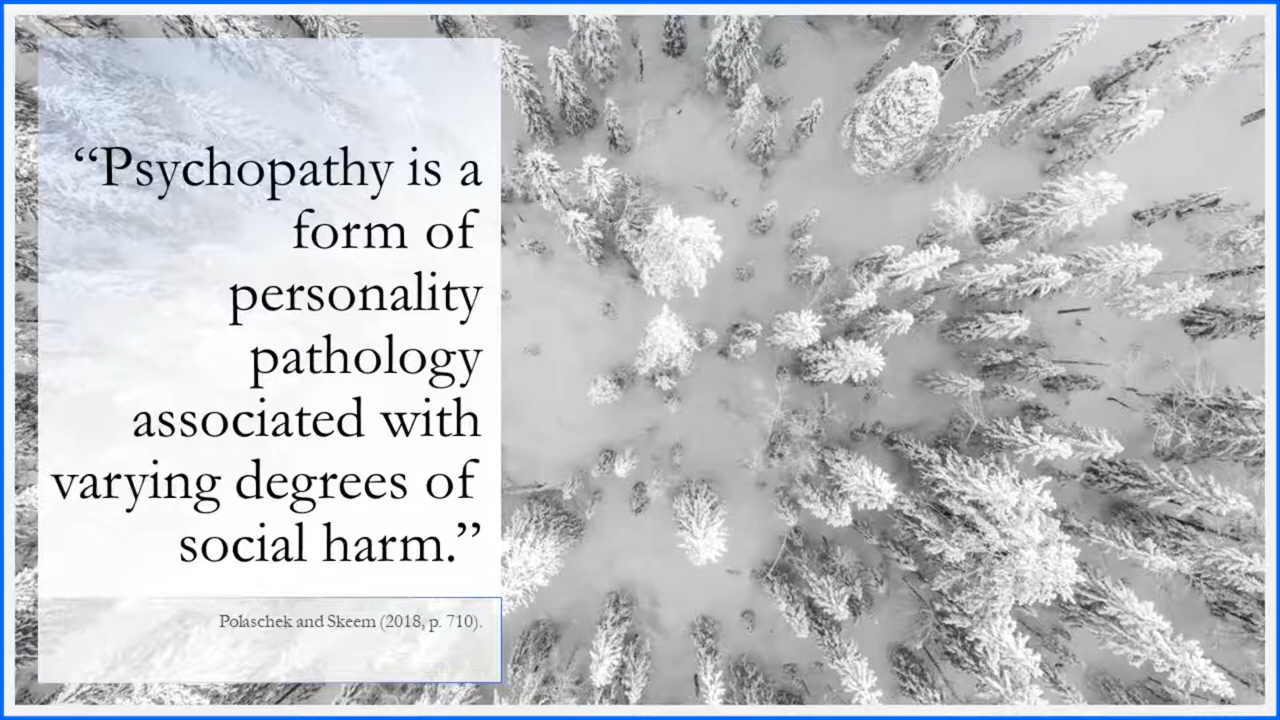 “Psychopathy is a
form of
personality
pathology
associated with
varying degrees of
social harm.”
Polaschek and Skeem (2018, p. 710).